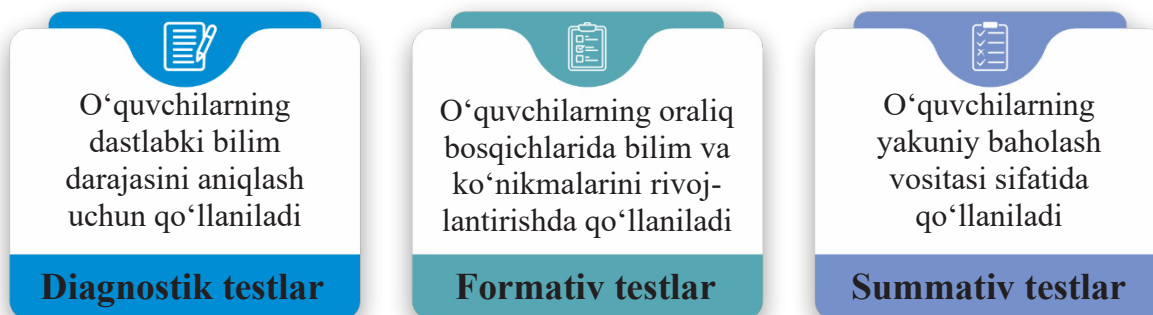 O‘quvchilarning
dastlabki bilim
darajasini aniqlash
uchun qo‘llaniladi
Diagnostik testlar
O‘quvchilarning oraliq
bosqichlarida bilim va
ko‘nikmalarini rivoj-
lantirishda qo‘llaniladi
Formativ testlar
O‘quvchilarning
yakuniy baholash
vositasi sifatida
qo‘llaniladi
Summativ testlar